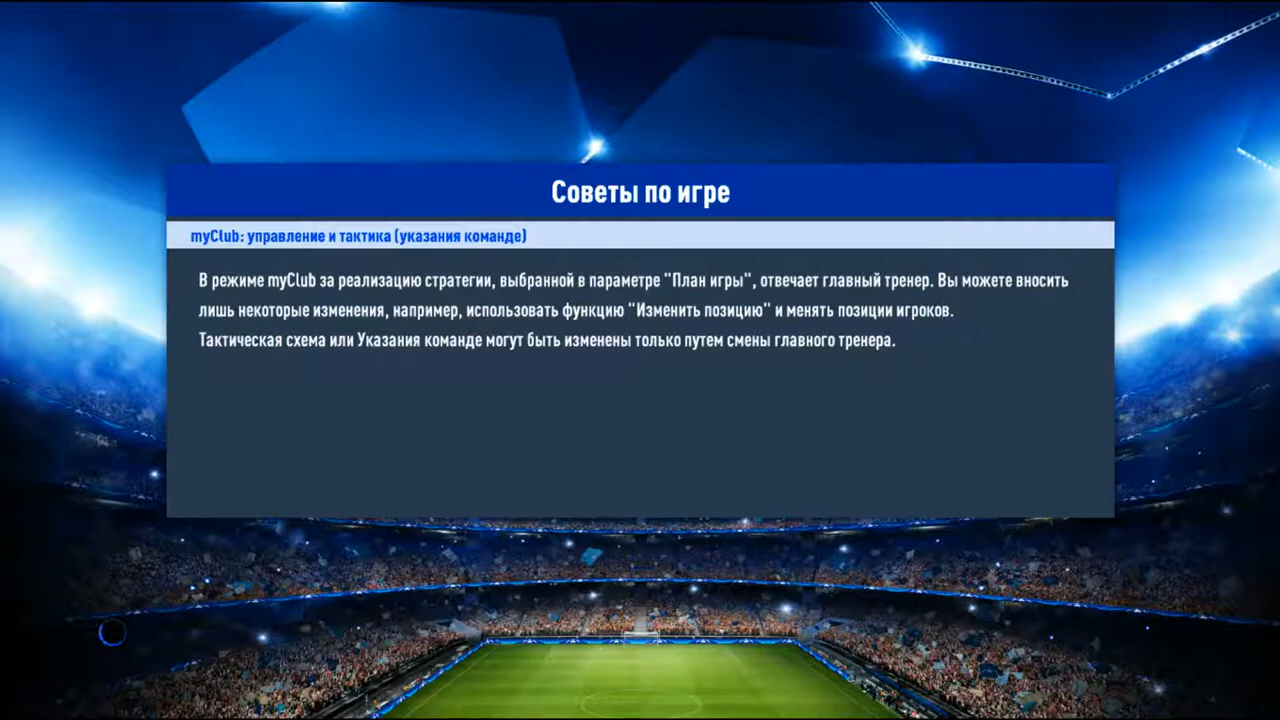 Советы по игре
myClub: управление и тактика (указания команде)
В режиме myClub за реализацию стратегии, выбранной в параметре "План игры", отвечает главный тренер. Вы можете вносить
лишь некоторые изменения, например, использовать функцию "Изменить позицию" и менять позиции игроков.
Тактическая схема или Указания команде могут быть изменены только путем смены главного тренера.